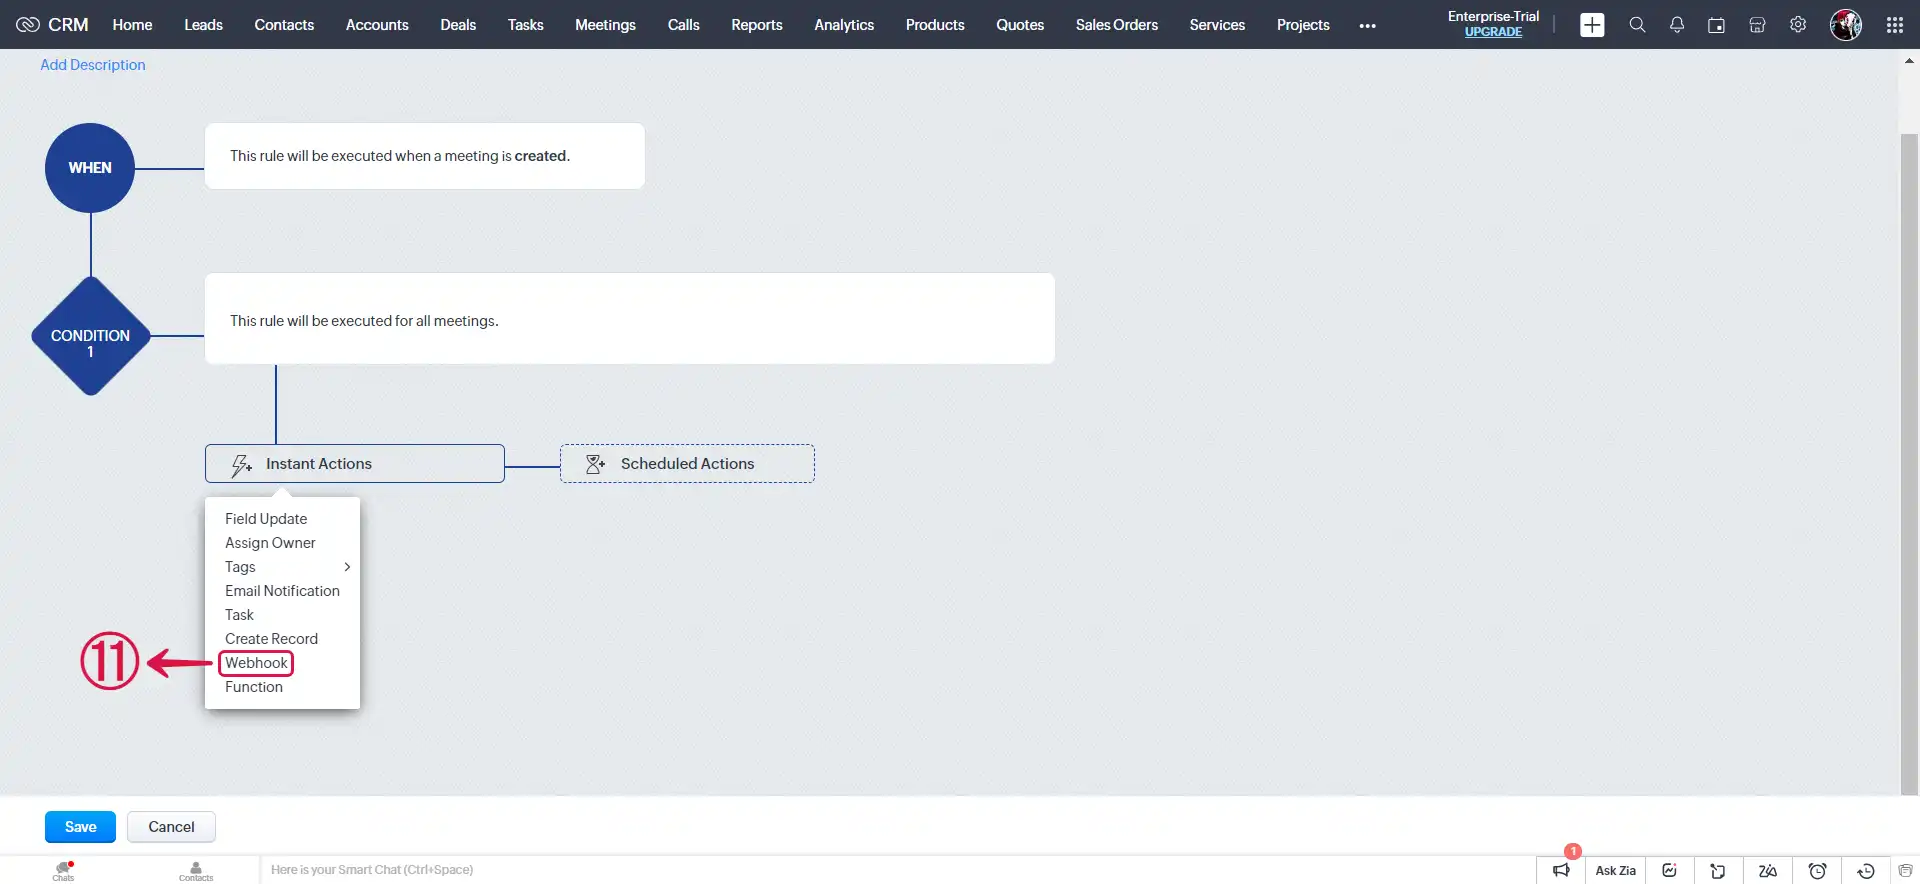 CRM Home Leads Contacts Accounts Deals Tasks Meetings Calls Reports Analytics Products Quotes Sales Orders Services Projects ••• Enterprise-Trial
UPGRADE
Add Description
WHEN
This rule will be executed when a meeting is created.
CONDITION
1
This rule will be executed for all meetings.
Instant Actions
Scheduled Actions
Field Update
Assign Owner
Tags
Email Notification
Task
Create Record
11
Webhook
Function
Save Cancel
1
Chats
Contacts
Here is your Smart Chat (Ctrl+Space)
Ask Zia